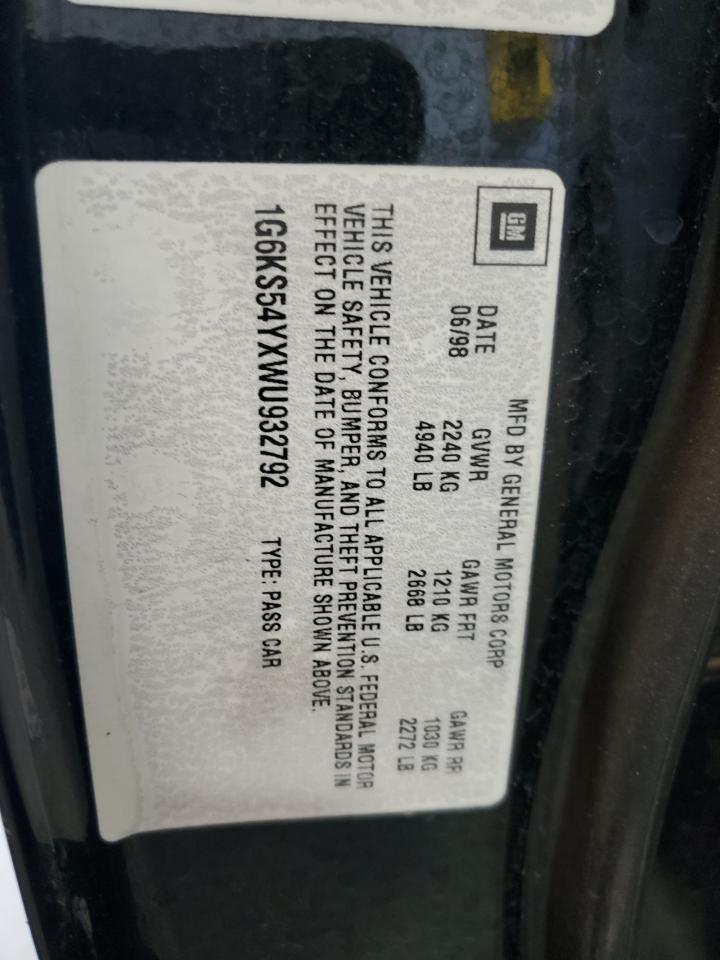 GM
MFD BY GENERAL MOTORS CORP
DATE GVWR GAWR FRT GAWR RR
06/98 2240 KG 1210 KG 1030 KG
4940 LB 2668 LB 2272 LB
THIS VEHICLE CONFORMS TO ALL APPLICABLE U.S. FEDERAL MOTOR
VEHICLE SAFETY, BUMPER, AND THEFT PREVENTION STANDARDS IN
EFFECT ON THE DATE OF MANUFACTURE SHOWN ABOVE.
1G6KS54YXWU932792 TYPE: PASS CAR